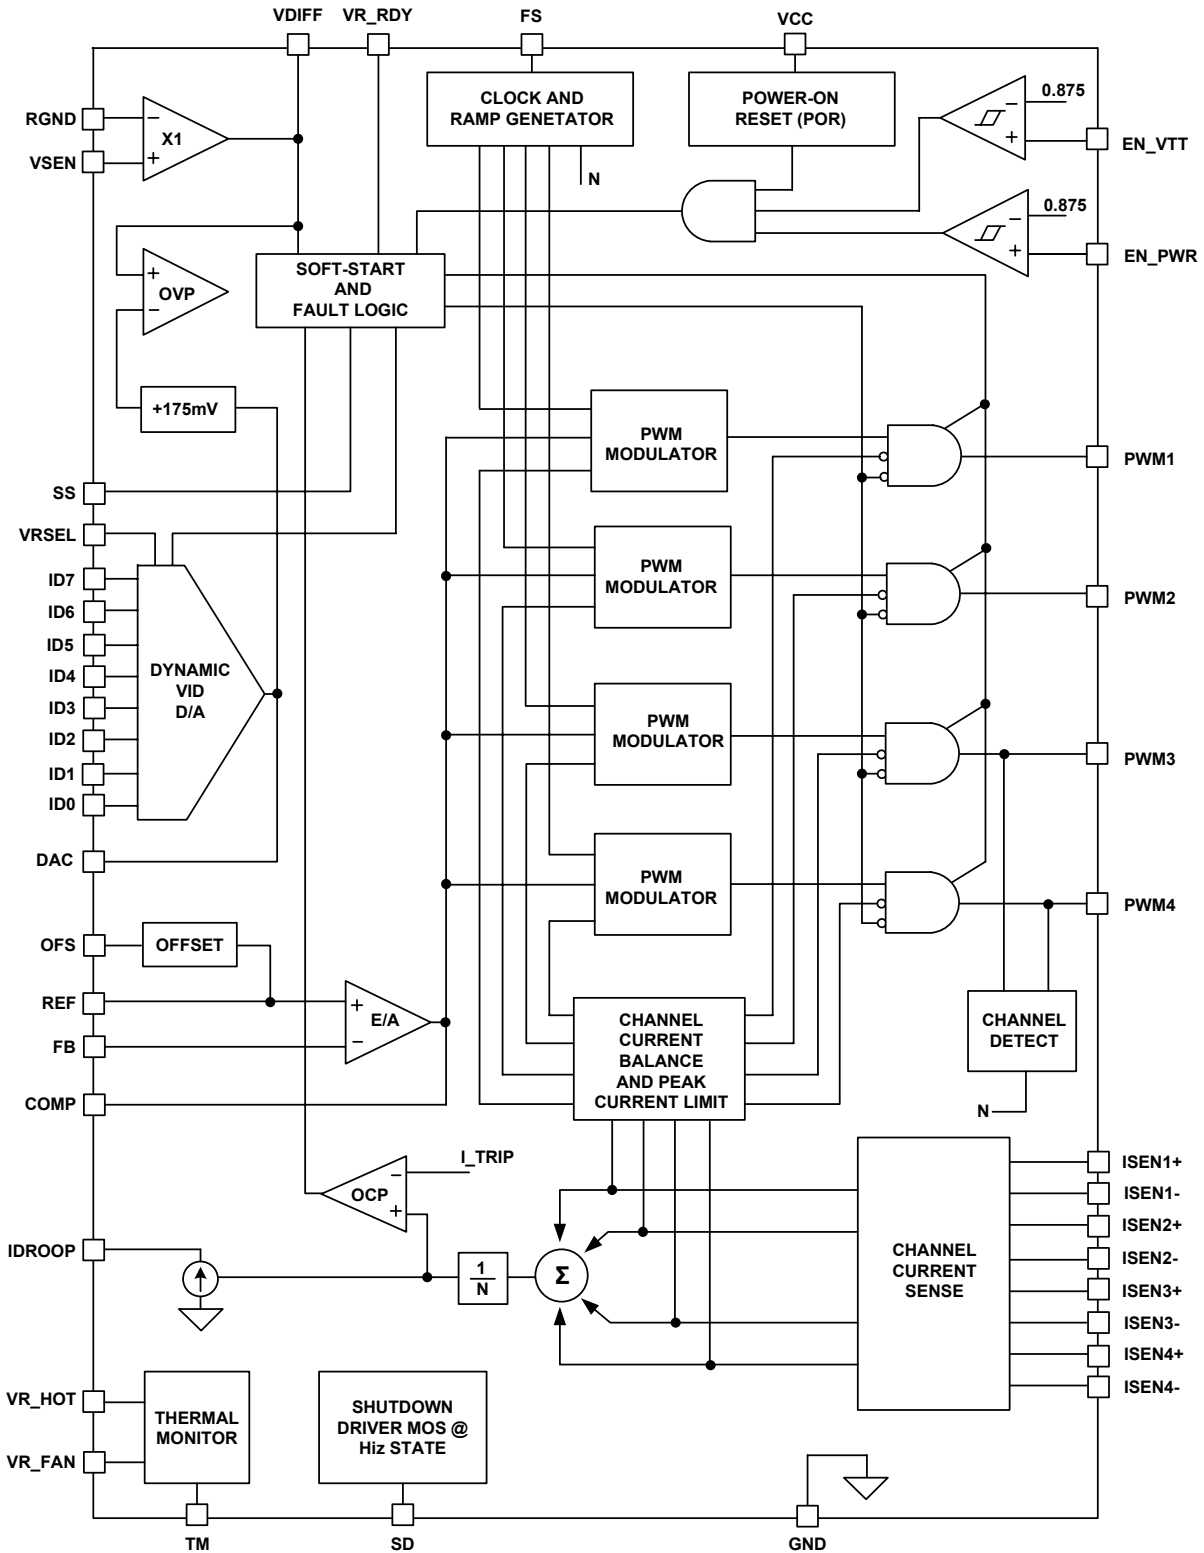 VDIFF
VR_RDY
FS
VCC
RGND
VSEN
−
X1
+
CLOCK AND
RAMP GENETATOR
N
POWER-ON
RESET (POR)
0.875
−
+
EN_VTT
0.875
−
+
EN_PWR
+
OVP
−
SOFT-START
AND
FAULT LOGIC
+175mV
PWM
MODULATOR
PWM1
SS
VRSEL
ID7
ID6
ID5
ID4
ID3
ID2
ID1
ID0
DYNAMIC
VID
D/A
PWM
MODULATOR
PWM2
PWM
MODULATOR
PWM3
DAC
PWM
MODULATOR
PWM4
OFS
OFFSET
REF
FB
+
E/A
−
COMP
CHANNEL
CURRENT
BALANCE
AND PEAK
CURRENT LIMIT
CHANNEL
DETECT
N
I_TRIP
−
OCP
+
IDROOP
1
N
Σ
CHANNEL
CURRENT
SENSE
ISEN1+
ISEN1-
ISEN2+
ISEN2-
ISEN3+
ISEN3-
ISEN4+
ISEN4-
VR_HOT
VR_FAN
THERMAL
MONITOR
SHUTDOWN
DRIVER MOS @
Hiz STATE
TM
SD
GND